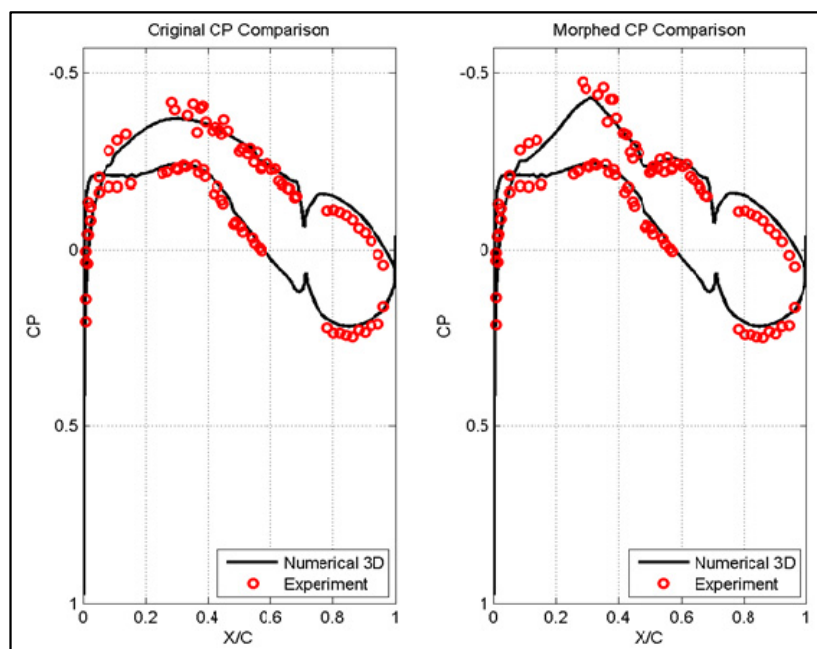 Original CP Comparison
-0.5
0
0.5
1
CP
0
0.2
0.4
0.6
0.8
1
X/C
Numerical 3D
Experiment
Morphed CP Comparison
-0.5
0
0.5
1
CP
0
0.2
0.4
0.6
0.8
1
X/C
Numerical 3D
Experiment